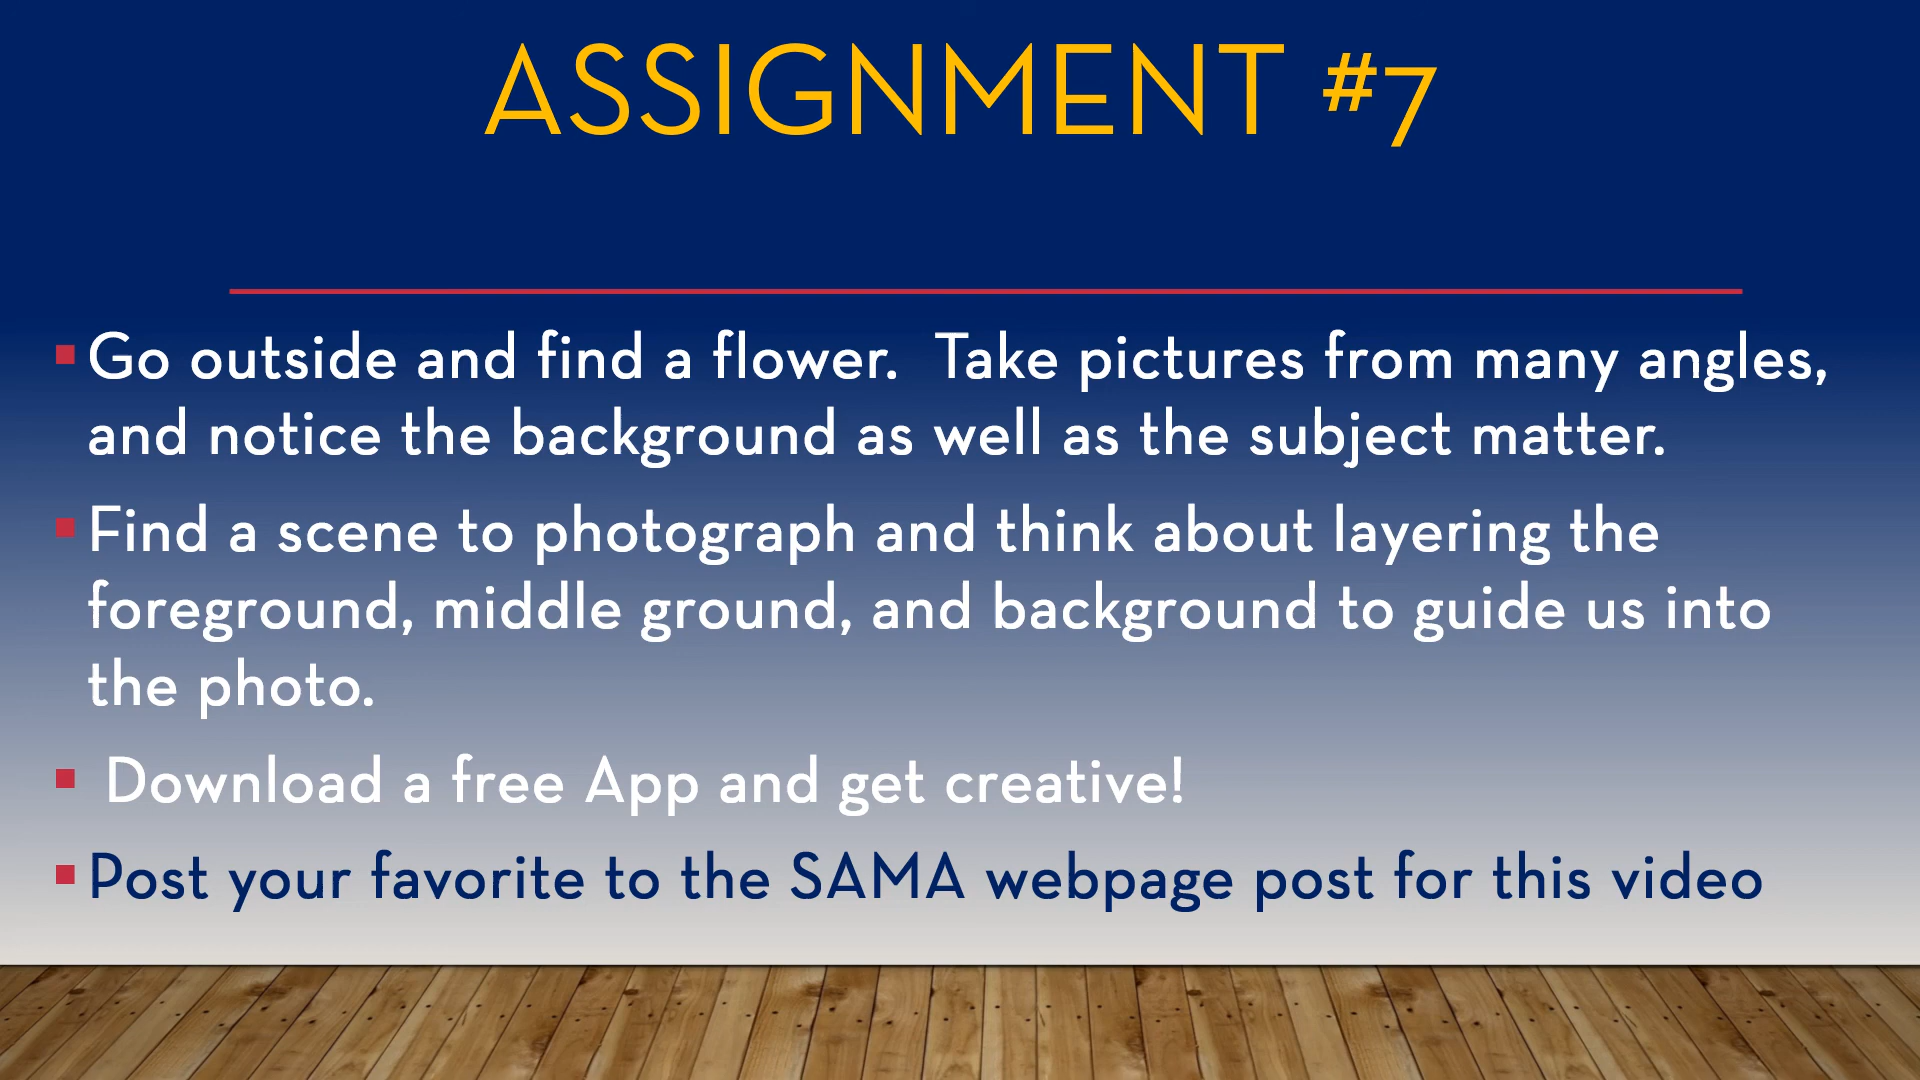 ASSIGNMENT #7
Go outside and find a flower.  Take pictures from many angles,
and notice the background as well as the subject matter.
Find a scene to photograph and think about layering the
foreground, middle ground, and background to guide us into
the photo.
Download a free App and get creative!
Post your favorite to the SAMA webpage post for this video